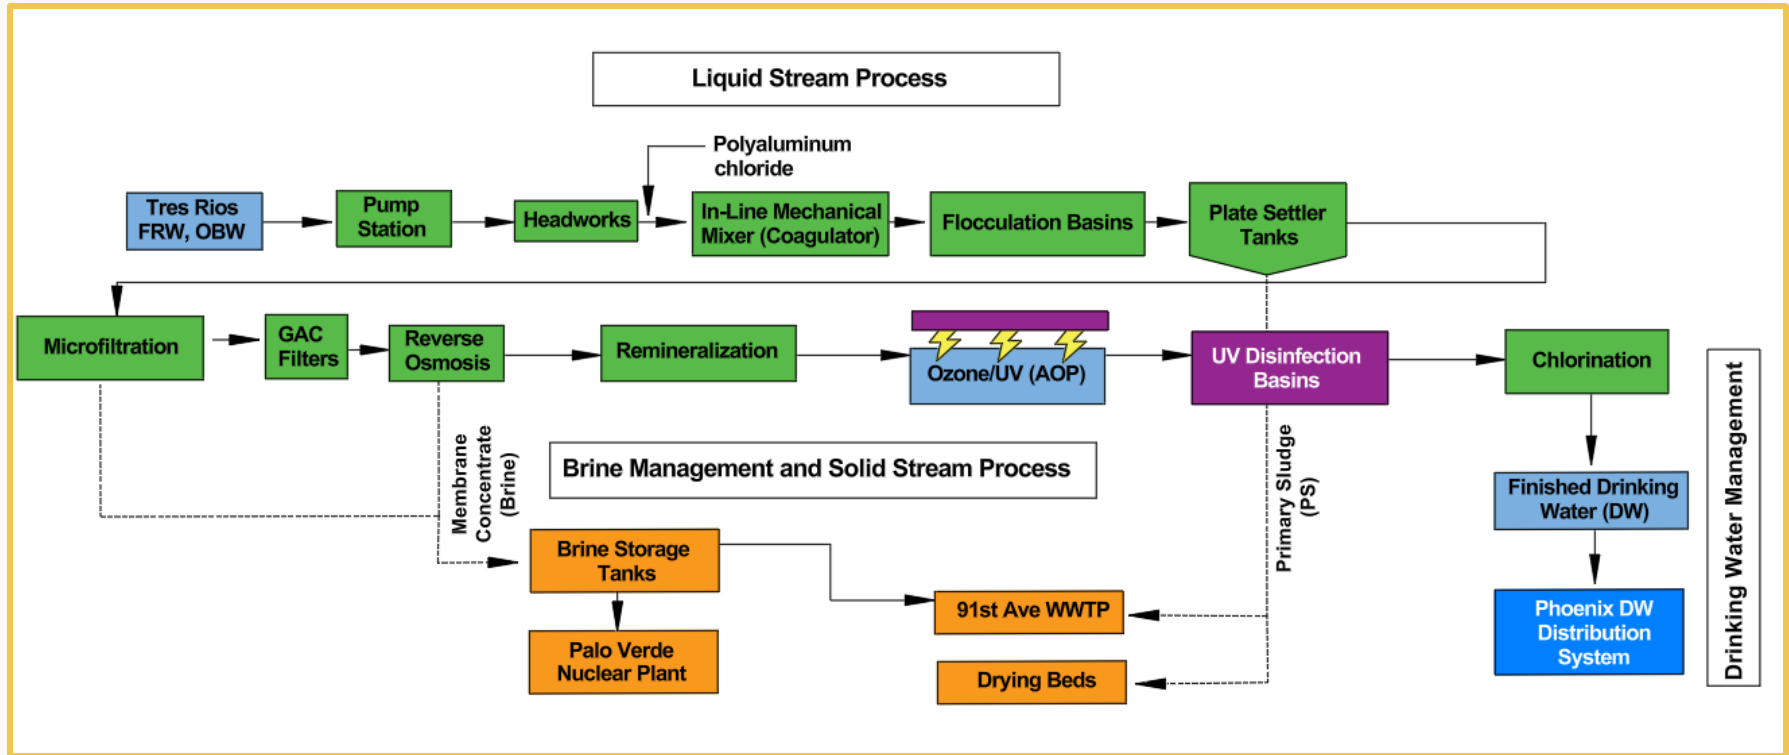 Liquid Stream Process
Polyaluminum
chloride
Tres Rios
FRW, OBW
Pump
Station
Headworks
In-Line Mechanical
Mixer (Coagulator)
Flocculation Basins
Plate Settler
Tanks
Microfiltration
GAC
Filters
Reverse
Osmosis
Remineralization
Ozone/UV (AOP)
UV Disinfection
Basins
Chlorination
Membrane
Concentrate
(Brine)
Brine Management and Solid Stream Process
Primary Sludge
(PS)
Finished Drinking
Water (DW)
Drinking Water Management
Brine Storage
Tanks
91st Ave WWTP
Phoenix DW
Distribution
System
Palo Verde
Nuclear Plant
Drying Beds